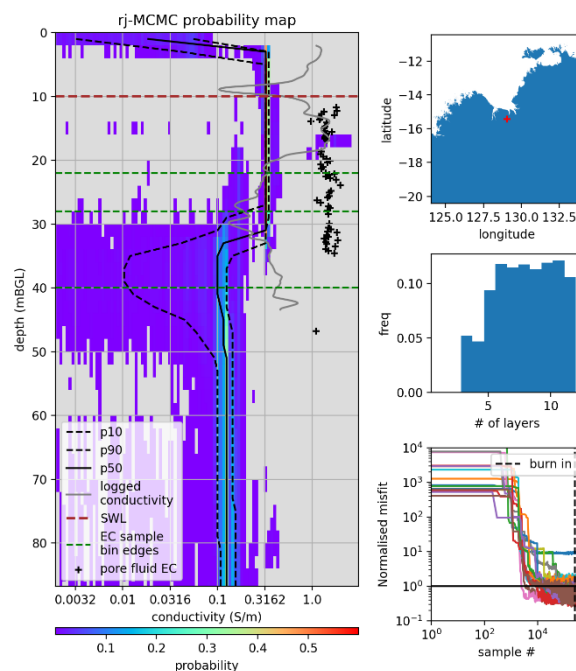 rj-MCMC probability map
0
10
20
30
40
50
60
70
80
depth (mBGL)
p10
p90
p50
logged
conductivity
SWL
EC sample
bin edges
pore fluid EC
0.0032 0.01 0.0316 0.1 0.3162 1.0
conductivity (S/m)
0.1 0.2 0.3 0.4 0.5 0.6
probability
−12
−14
−16
−18
−20
latitude
125.0 127.5 129.0 133.5
longitude
0.10
0.05
0.00
freq
5 10
# of layers
10⁴
10³
10²
10¹
10⁰
10⁻¹
Normalised misfit
burn in
10⁰ 10² 10⁴
sample #